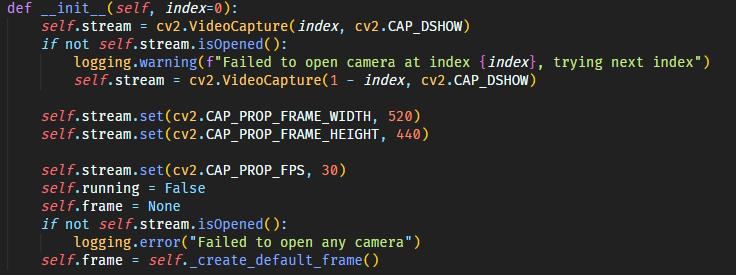 def __init__(self, index=0):
    self.stream = cv2.VideoCapture(index, cv2.CAP_DSHOW)
    if not self.stream.isOpened():
        logging.warning(f"Failed to open camera at index {index}, trying next index")
        self.stream = cv2.VideoCapture(1 - index, cv2.CAP_DSHOW)

    self.stream.set(cv2.CAP_PROP_FRAME_WIDTH, 520)
    self.stream.set(cv2.CAP_PROP_FRAME_HEIGHT, 440)

    self.stream.set(cv2.CAP_PROP_FPS, 30)
    self.running = False
    self.frame = None
    if not self.stream.isOpened():
        logging.error("Failed to open any camera")
    self.frame = self._create_default_frame()